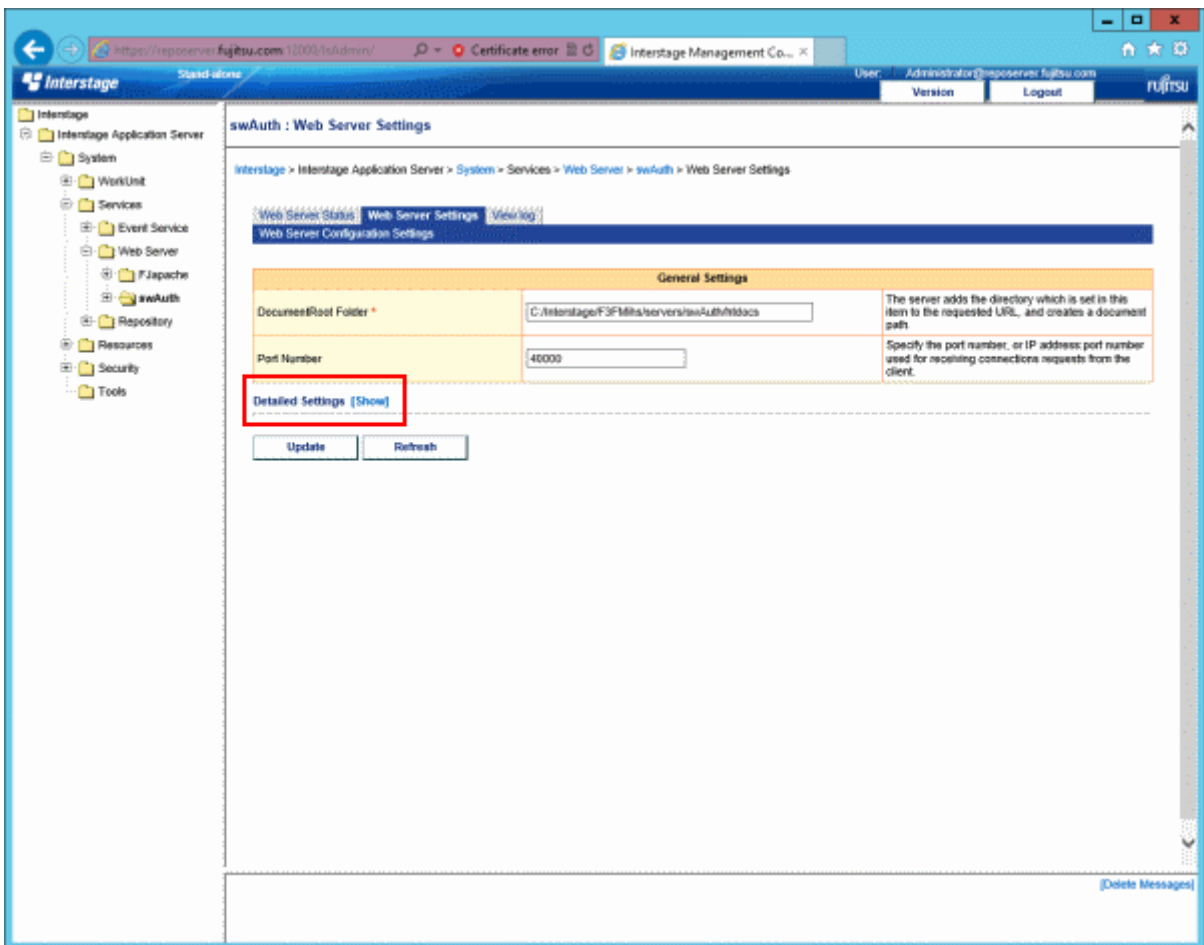 https://reposerver.fujitsu.com:12000/IsAdmin/
Certificate error
Interstage Management Co...
Interstage
Stand-alone
User: Administrator@reposerver.fujitsu.com
Version
Logout
FUJITSU
Interstage
Interstage Application Server
System
WorkUnit
Services
Event Service
Web Server
FJapache
swAuth
Repository
Resources
Security
Tools
swAuth : Web Server Settings
Interstage > Interstage Application Server > System > Services > Web Server > swAuth > Web Server Settings
Web Server Status
Web Server Settings
View log
Web Server Configuration Settings
General Settings
DocumentRoot Folder *
C:/Interstage/F3FMihs/servers/swAuth/htdocs
The server adds the directory which is set in this
item to the requested URL, and creates a document
path.
Port Number
40000
Specify the port number, or IP address:port number
used for receiving connections requests from the
client.
Detailed Settings [Show]
Update
Refresh
[Delete Messages]